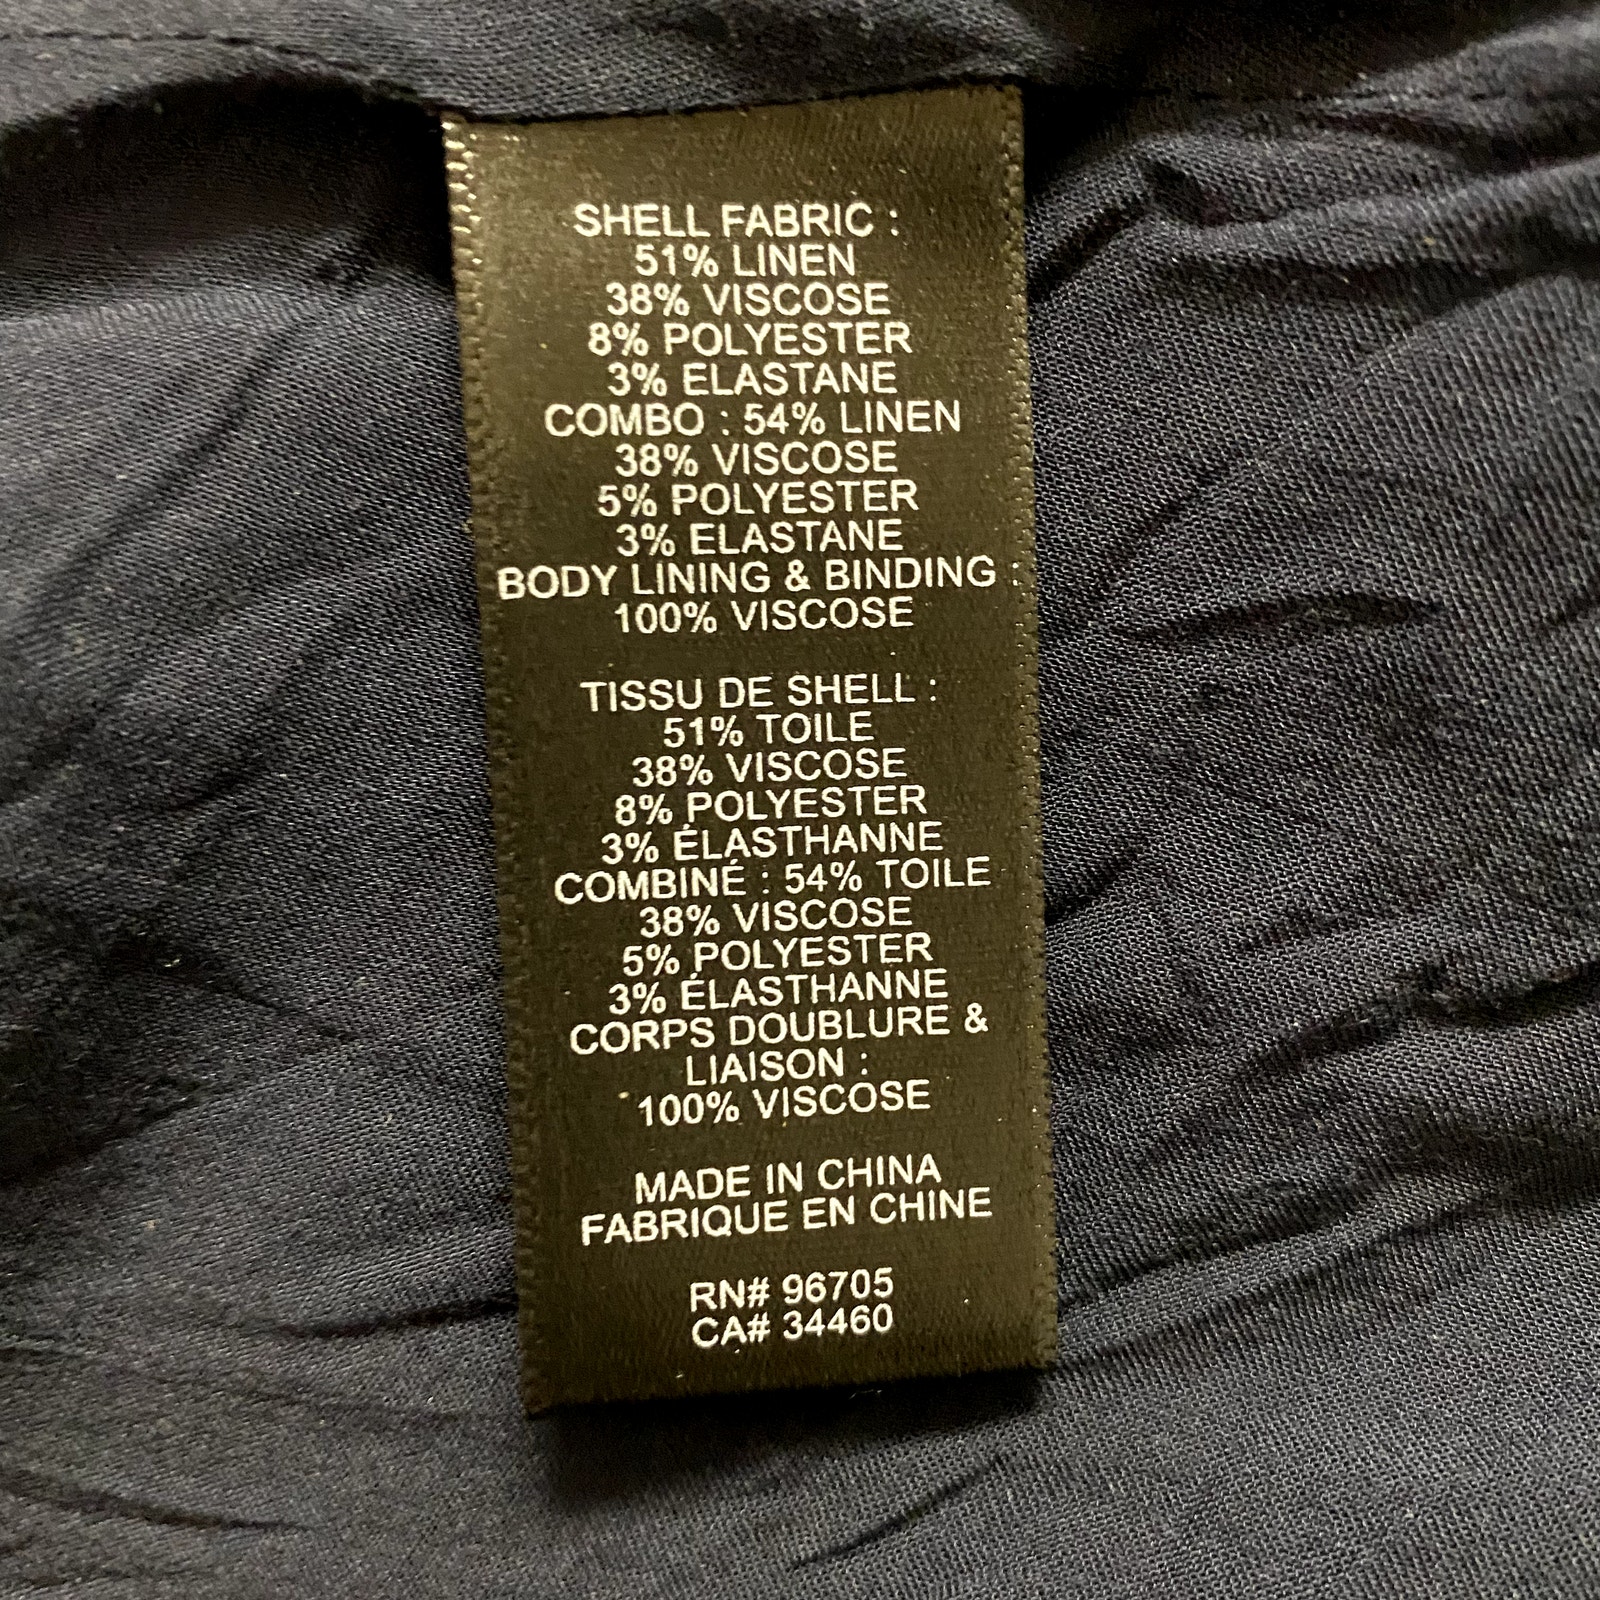 SHELL FABRIC :
51% LINEN
38% VISCOSE
8% POLYESTER
3% ELASTANE
COMBO : 54% LINEN
38% VISCOSE
5% POLYESTER
3% ELASTANE
BODY LINING & BINDING :
100% VISCOSE
TISSU DE SHELL :
51% TOILE
38% VISCOSE
8% POLYESTER
3% ÉLASTHANNE
COMBINÉ : 54% TOILE
38% VISCOSE
5% POLYESTER
3% ÉLASTHANNE
CORPS DOUBLURE &
LIAISON :
100% VISCOSE
MADE IN CHINA
FABRIQUE EN CHINE
RN# 96705
CA# 34460